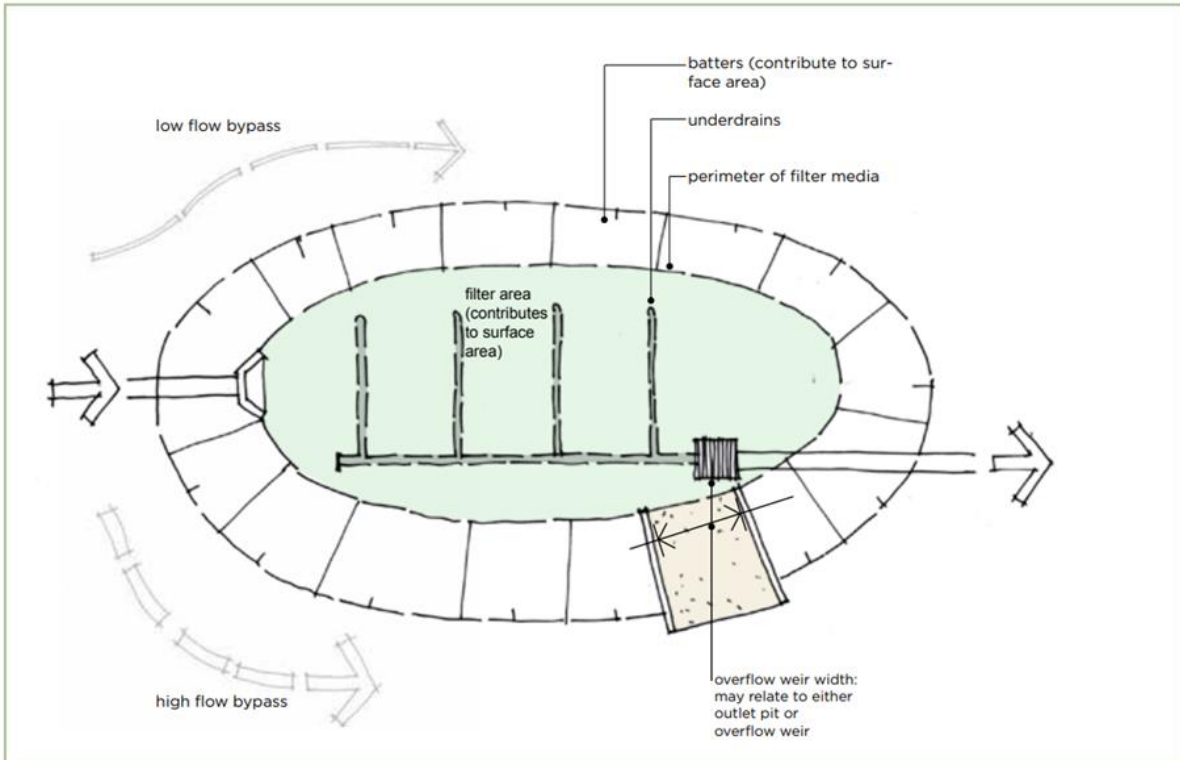 batters (contribute to sur-
face area)
low flow bypass
underdrains
perimeter of filter media
filter area
(contributes
to surface
area)
overflow weir width:
may relate to either
outlet pit or
overflow weir
high flow bypass